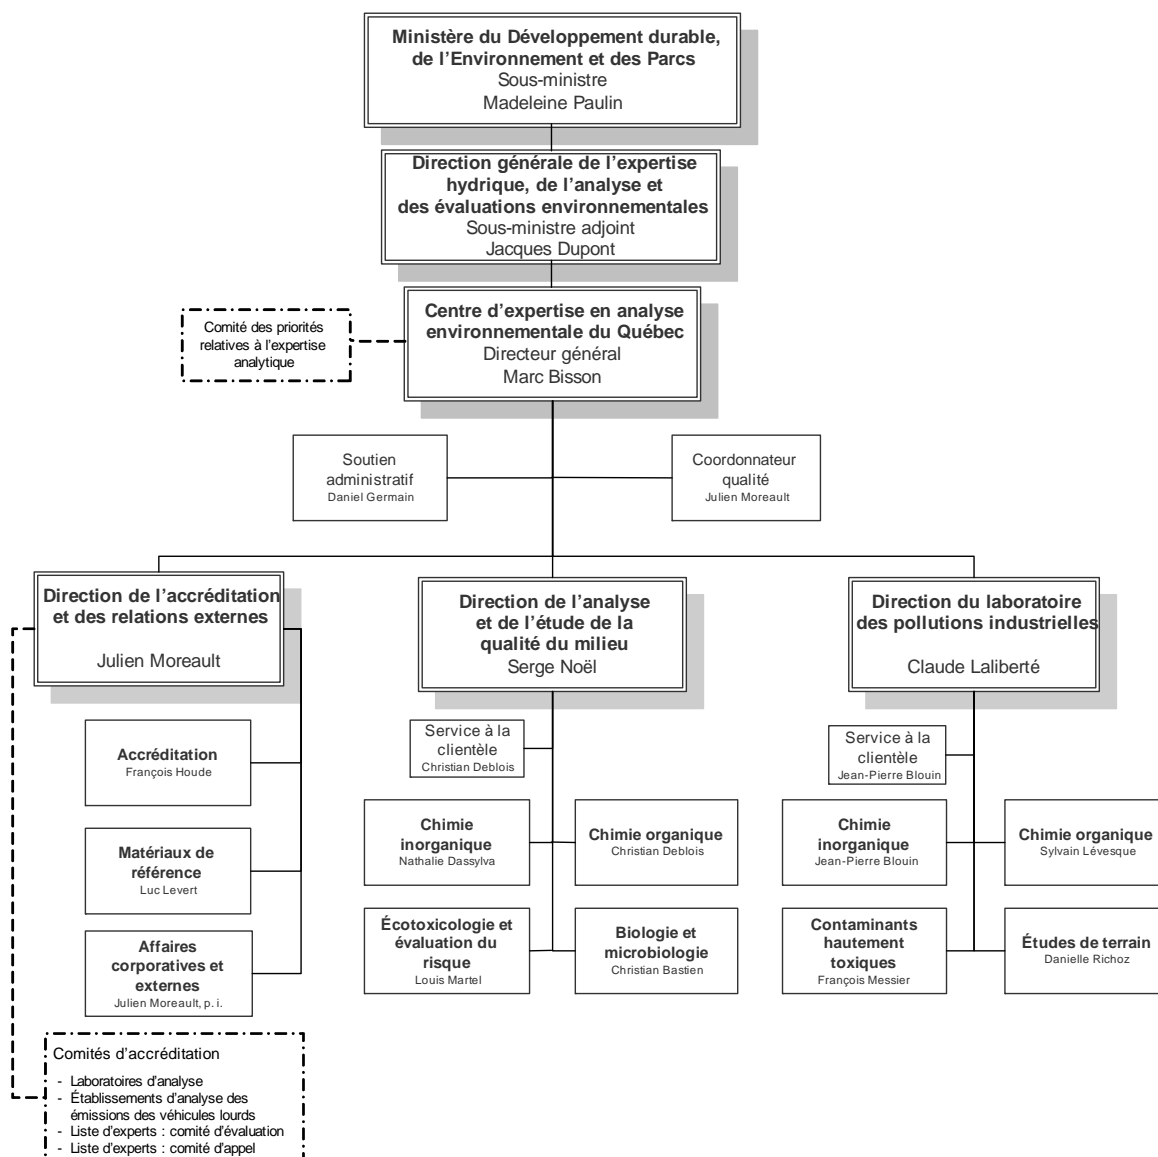 Ministère du Développement durable,
de l'Environnement et des Parcs
Sous-ministre
Madeleine Paulin
Direction générale de l'expertise
hydrique, de l'analyse et
des évaluations environnementales
Sous-ministre adjoint
Jacques Dupont
Centre d'expertise en analyse
environnementale du Québec
Directeur général
Marc Bisson
Comité des priorités
relatives à l'expertise
analytique
Soutien
administratif
Daniel Germain
Coordonnateur
qualité
Julien Moreault
Direction de l'accréditation
et des relations externes
Julien Moreault
Direction de l'analyse
et de l'étude de la
qualité du milieu
Serge Noël
Direction du laboratoire
des pollutions industrielles
Claude Laliberté
Accréditation
François Houde
Matériaux de
référence
Luc Levert
Affaires
corporatives et
externes
Julien Moreault, p. i.
Service à la
clientèle
Christian Deblois
Chimie
inorganique
Nathalie Dassylva
Chimie organique
Christian Deblois
Écotoxicologie et
évaluation du
risque
Louis Martel
Biologie et
microbiologie
Christian Bastien
Service à la
clientèle
Jean-Pierre Blouin
Chimie
inorganique
Jean-Pierre Blouin
Chimie organique
Sylvain Lévesque
Contaminants
hautement
toxiques
François Messier
Études de terrain
Danielle Richoz
Comités d'accréditation
- Laboratoires d'analyse
- Établissements d'analyse des
émissions des véhicules lourds
- Liste d'experts : comité d'évaluation
- Liste d'experts : comité d'appel